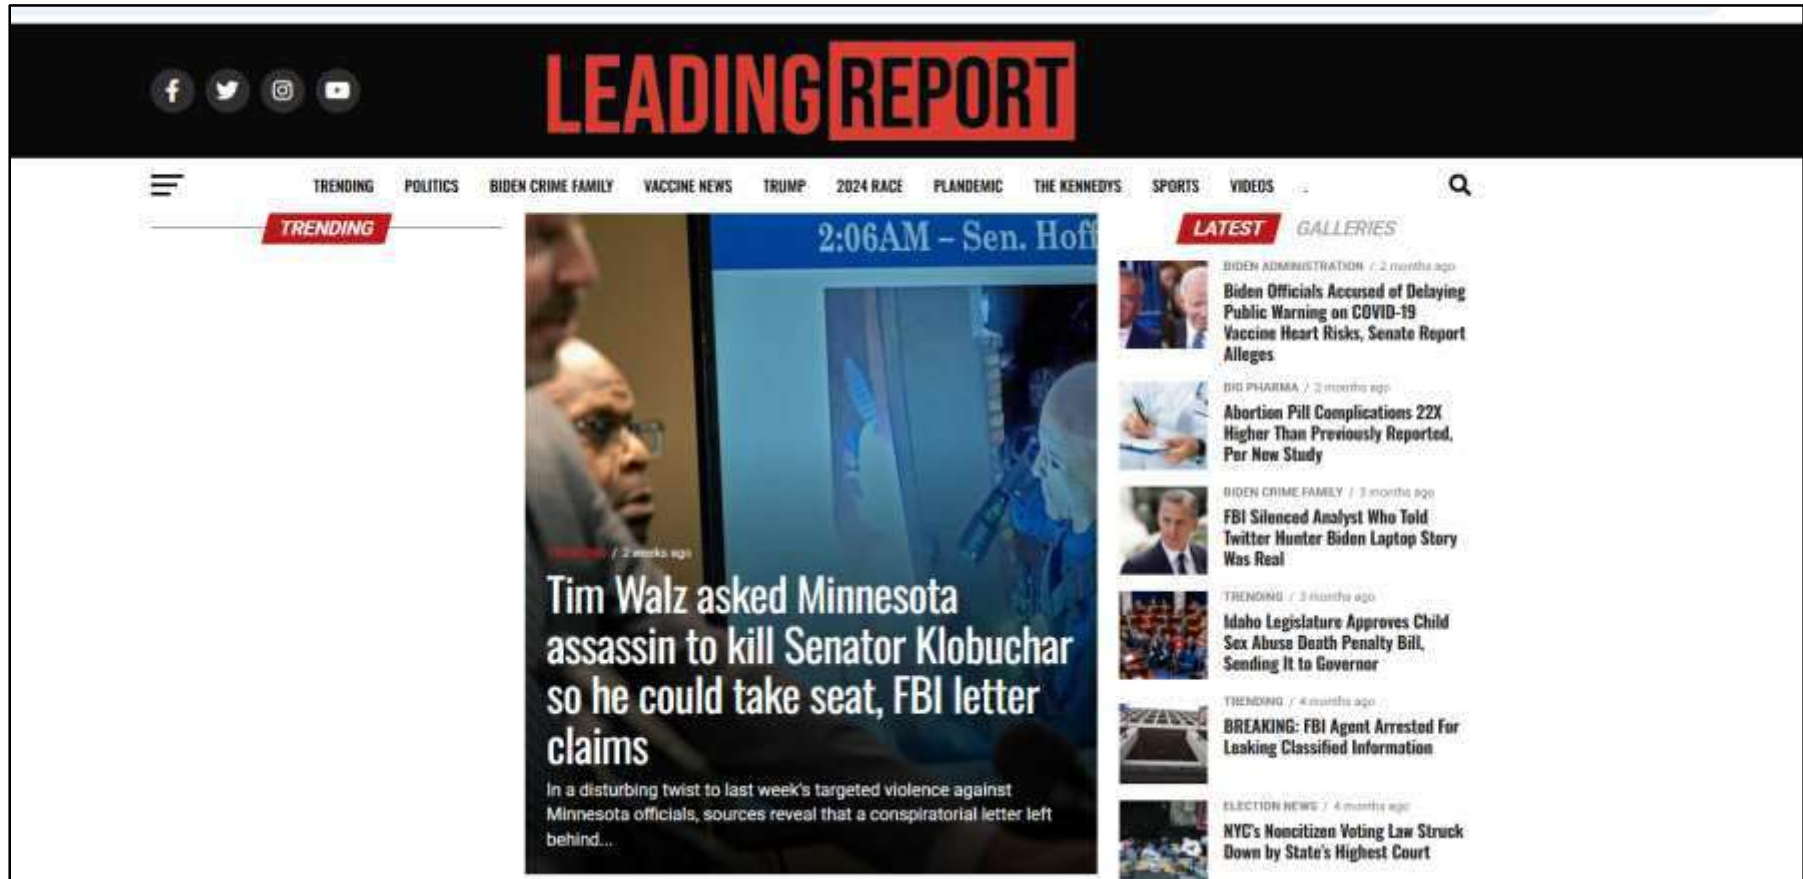 LEADING REPORT
TRENDING POLITICS BIDEN CRIME FAMILY VACCINE NEWS TRUMP 2024 RACE PLANDEMIC THE KENNEDYS SPORTS VIDEOS
TRENDING
2:06AM – Sen. Hoff
/ 2 weeks ago
Tim Walz asked Minnesota
assassin to kill Senator Klobuchar
so he could take seat, FBI letter
claims
In a disturbing twist to last week's targeted violence against
Minnesota officials, sources reveal that a conspiratorial letter left
behind...
LATEST GALLERIES
BIDEN ADMINISTRATION / 2 months ago
Biden Officials Accused of Delaying
Public Warning on COVID-19
Vaccine Heart Risks, Senate Report
Alleges
BIG PHARMA / 2 months ago
Abortion Pill Complications 22X
Higher Than Previously Reported,
Per New Study
BIDEN CRIME FAMILY / 3 months ago
FBI Silenced Analyst Who Told
Twitter Hunter Biden Laptop Story
Was Real
TRENDING / 3 months ago
Idaho Legislature Approves Child
Sex Abuse Death Penalty Bill,
Sending It to Governor
TRENDING / 4 months ago
BREAKING: FBI Agent Arrested For
Leaking Classified Information
ELECTION NEWS / 4 months ago
NYC's Noncitizen Voting Law Struck
Down by State's Highest Court